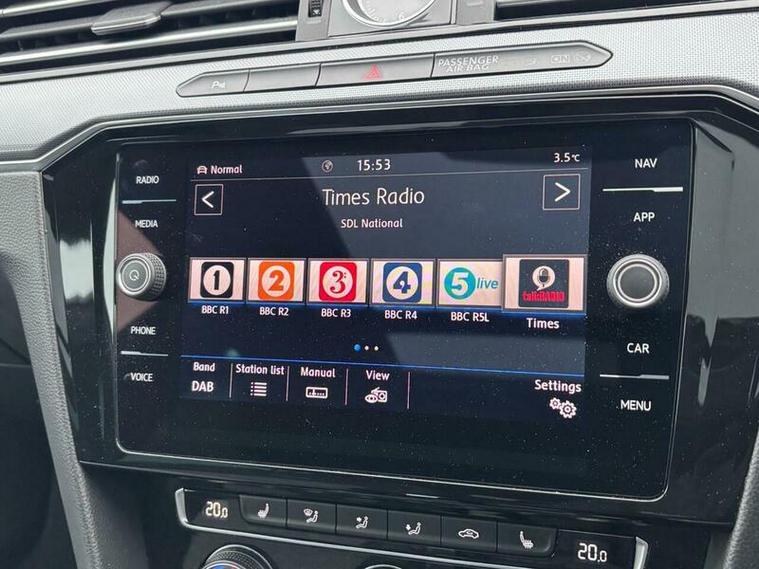 PASSENGER
AIR BAG
ON
Normal
15:53
3.5°C
RADIO
NAV
Times Radio
SDL National
MEDIA
APP
1
2
3
4
5 live
talkRADIO
BBC R1
BBC R2
BBC R3
BBC R4
BBC R5L
Times
PHONE
CAR
VOICE
Band
Station list
Manual
View
Settings
DAB
MENU
20.0
20.0